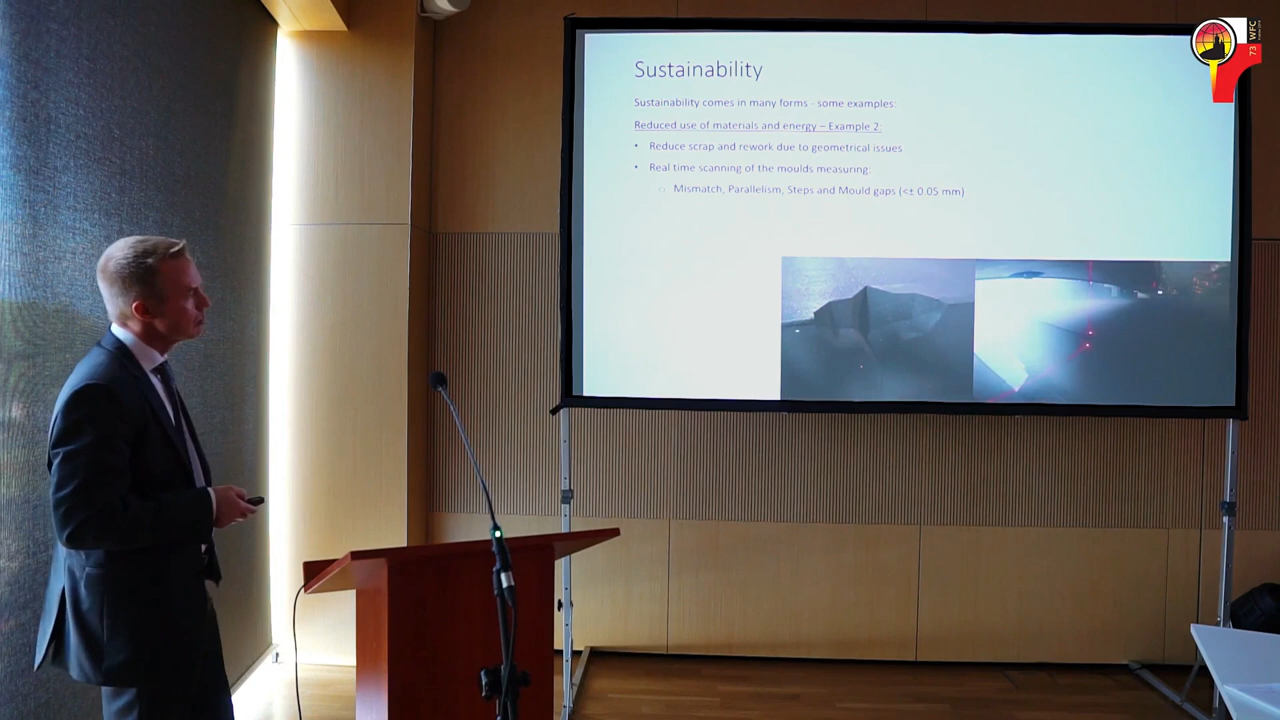 Sustainability
Sustainability comes in many forms - some examples:
Reduced use of materials and energy – Example 2:
• Reduce scrap and rework due to geometrical issues
• Real time scanning of the moulds measuring:
○ Mismatch, Parallelism, Steps and Mould gaps (<± 0.05 mm)
73 WFC